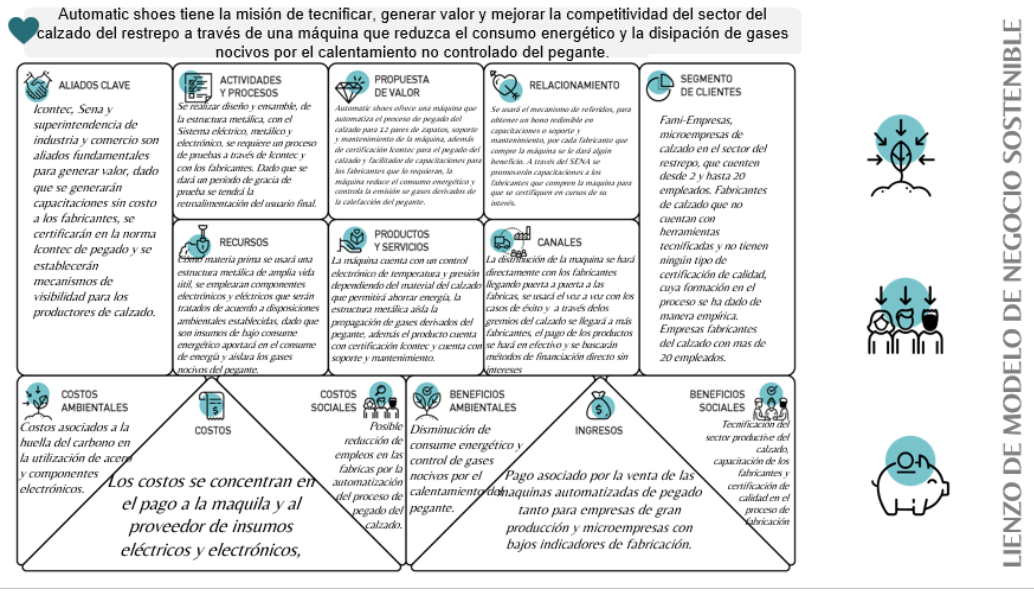 Automatic shoes tiene la misión de tecnificar, generar valor y mejorar la competitividad del sector del
calzado del restrepo a través de una máquina que reduzca el consumo energético y la disipación de gases
nocivos por el calentamiento no controlado del pegante.
ALIADOS CLAVE
Icontec, Sena y
superintendencia de
industria y comercio son
aliados fundamentales
para generar valor, dado
que se generarán
capacitaciones sin costo
a los fabricantes, se
certificarán en la norma
Icontec de pegado y se
establecerán
mecanismos de
visibilidad para los
productores de calzado.
ACTIVIDADES
Y PROCESOS
Se realizar diseño y ensamble, de
la estructura metálica, con el
Sistema eléctrico, metálico y
electrónico, se requiere un proceso
de pruebas a través de Icontec y
con los fabricantes. Dado que se
dará un período de gracia de
prueba se tendrá la
retroalimentación del usuario final.
RECURSOS
Como materia prima se usará una
estructura metálica de amplia vida
útil, se emplearan componentes
electrónicos y eléctricos que serán
tratados de acuerdo a disposiciones
ambientales establecidas, dado que
son insumos de bajo consumo
energético aportará en el consume
de energía y aislara los gases
nocivos del pegante.
PROPUESTA
DE VALOR
Automatic shoes ofrece una máquina que
automatiza el proceso de pegado del
calzado para 12 pares de zapatos, soporte
y mantenimiento de la máquina, además
de certificación Icontec para el pegado del
calzado y facilitador de capacitaciones para
los fabricantes que lo requieran, la
máquina reduce el consumo energético y
controla la emisión se gases derivados de
la calefacción del pegante.
PRODUCTOS
Y SERVICIOS
La máquina cuenta con un control
electrónico de temperatura y presión
dependiendo del material del calzado
que permitirá ahorrar energía, la
estructura metálica aísla la
propagación de gases derivados del
pegante, además el producto cuenta
con certificación Icontec y cuenta con
soporte y mantenimiento.
RELACIONAMIENTO
Se usará el mecanismo de referidos, para
obtener un bono redimible en
capacitaciones o soporte y
mantenimiento, por cada fabricante que
compre la máquina se le dará algún
beneficio. A través del SENA se
promoverán capacitaciones a los
fabricantes que compren la maquina para
que se certifiquen en cursos de su
interés.
CANALES
La distribución de la maquina se hará
directamente con los fabricantes
llegando puerta a puerta a las
fabricas, se usará el voz a voz con los
casos de éxito y a través delos
gremios del calzado se llegará a más
fabricantes, el pago de los productos
se hará en efectivo y se buscarán
métodos de financiación directo sin
intereses
SEGMENTO
DE CLIENTES
Fami-Empresas,
microempresas de
calzado en el sector del
restrepo, que cuenten
desde 2 y hasta 20
empleados. Fabricantes
de calzado que no
cuentan con
herramientas
tecnificadas y no tienen
ningún tipo de
certificación de calidad,
cuya formación en el
proceso se ha dado de
manera empírica.
Empresas fabricantes
del calzado con mas de
20 empleados.
COSTOS
AMBIENTALES
Costos asociados a la
huella del carbono en
la utilización de acero
y componentes
electrónicos.
COSTOS
Los costos se concentran en
el pago a la maquila y al
proveedor de insumos
eléctricos y electrónicos,
COSTOS
SOCIALES
Posible
reducción de
empleos en las
fabricas por la
automatización
del proceso de
pegado del
calzado.
BENEFICIOS
AMBIENTALES
Disminución de
consume energético y
control de gases
nocivos por el
calentamiento del
pegante.
INGRESOS
Pago asociado por la venta de las
maquinas automatizadas de pegado
tanto para empresas de gran
producción y microempresas con
bajos indicadores de fabricación.
BENEFICIOS
SOCIALES
Tecnificación del
sector productive del
calzado,
capacitación de los
fabricantes y
certificación de
calidad en el
proceso de
fabricación
LIENZO DE MODELO DE NEGOCIO SOSTENIBLE